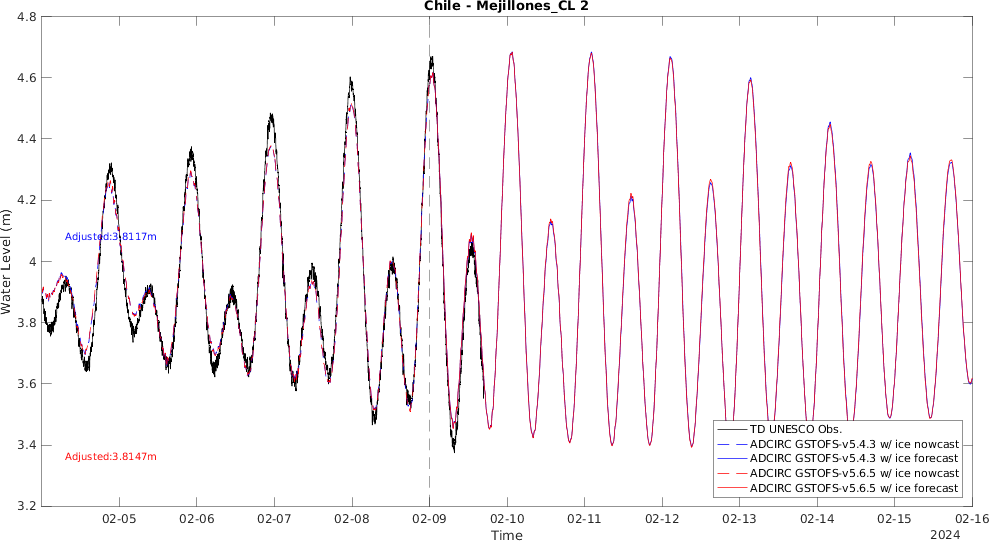 Chile - Mejillones_CL 2
4.8
4.6
4.4
4.2
4
3.8
3.6
3.4
3.2
Water Level (m)
Adjusted:3.8117m
Adjusted:3.8147m
TD UNESCO Obs.
ADCIRC GSTOFS-v5.4.3 w/ ice nowcast
ADCIRC GSTOFS-v5.4.3 w/ ice forecast
ADCIRC GSTOFS-v5.6.5 w/ ice nowcast
ADCIRC GSTOFS-v5.6.5 w/ ice forecast
02-05 02-06 02-07 02-08 02-09 02-10 02-11 02-12 02-13 02-14 02-15 02-16
Time
2024